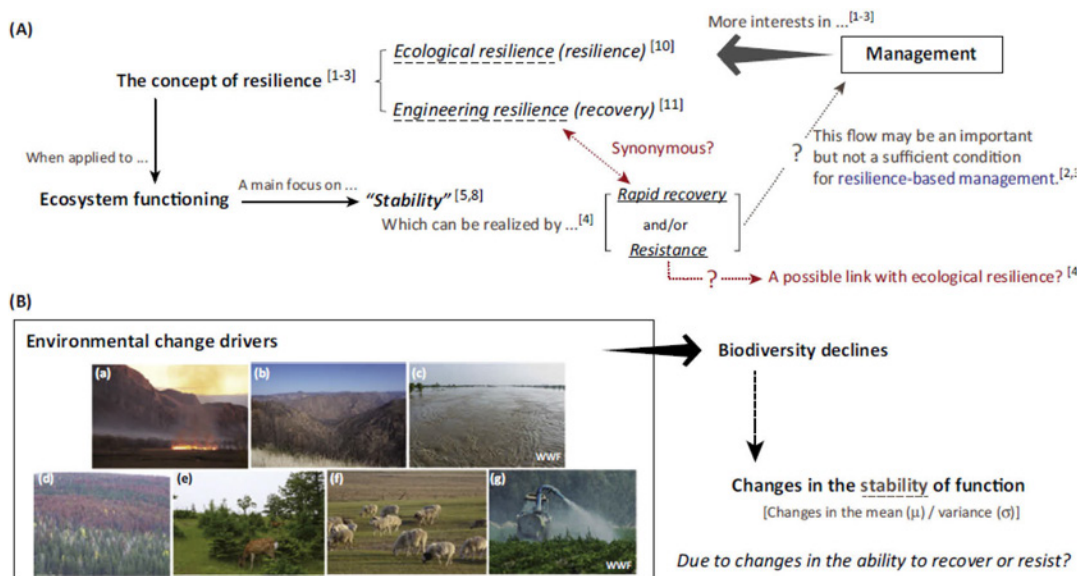 (A)
More interests in ... [1-3]
Management
Ecological resilience (resilience) [10]
The concept of resilience [1-3]
Engineering resilience (recovery) [11]
When applied to ...
Synonymous?
?
This flow may be an important
but not a sufficient condition
for resilience-based management.[2,3
Ecosystem functioning
A main focus on ...
"Stability" [5,8]
Which can be realized by ...[4]
Rapid recovery
and/or
Resistance
?
A possible link with ecological resilience? [4
(B)
Environmental change drivers
Biodiversity declines
(a)
(b)
(c)
WWF
(d)
(e)
(f)
(g)
WWF
Changes in the stability of function
[Changes in the mean (μ) / variance (σ)]
Due to changes in the ability to recover or resist?